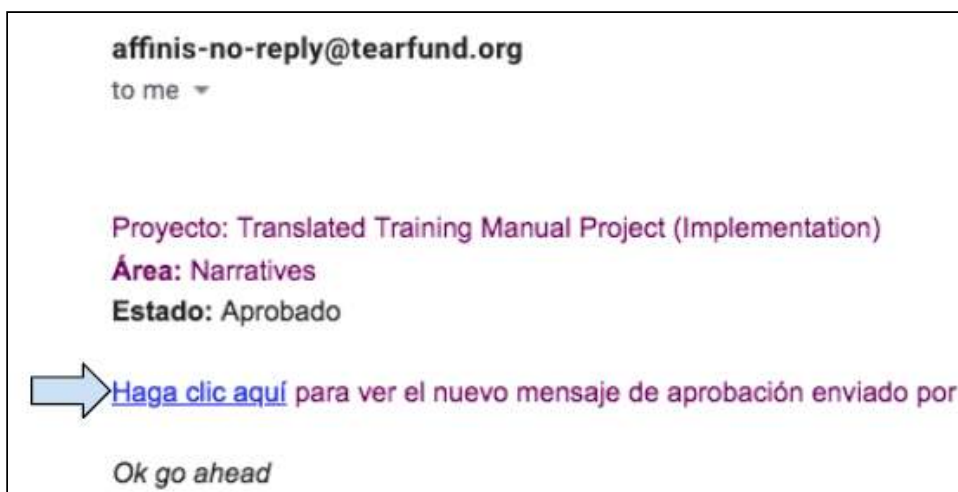 affinis-no-reply@tearfund.org
to me
Proyecto: Translated Training Manual Project (Implementation)
Área: Narratives
Estado: Aprobado
Haga clic aquí para ver el nuevo mensaje de aprobación enviado por
Ok go ahead